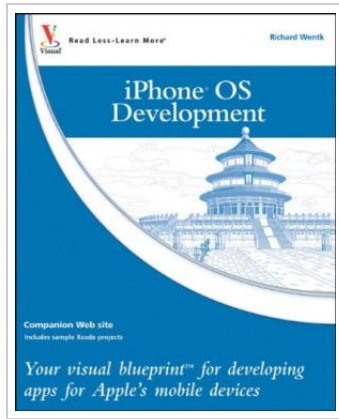 Visual
Read Less-Learn More®
Richard Wentk
iPhone® OS
Development
Companion Web site
Includes sample Xcode projects
Your visual blueprint™ for developing
apps for Apple's mobile devices